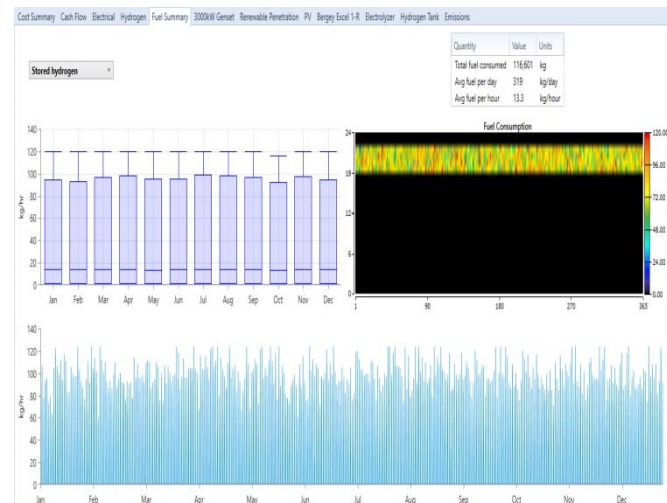 Cost Summary Cash Flow Electrical Hydrogen Fuel Summary 3000kW Genset Renewable Penetration PV Bergey Excel 1-R Electrolyzer Hydrogen Tank Emissions
Quantity Value Units
Total fuel consumed 116,601 kg
Avg fuel per day 319 kg/day
Avg fuel per hour 13.3 kg/hour
Stored hydrogen
Fuel Consumption
kg/hr
140
120
100
80
60
40
20
0
Jan Feb Mar Apr May Jun Jul Aug Sep Oct Nov Dec
24
18
12
6
0
1 90 180 270 365
120.00
96.00
72.00
48.00
24.00
0.00
kg/hr
140
120
100
80
60
40
20
0
Jan Feb Mar Apr May Jun Jul Aug Sep Oct Nov Dec